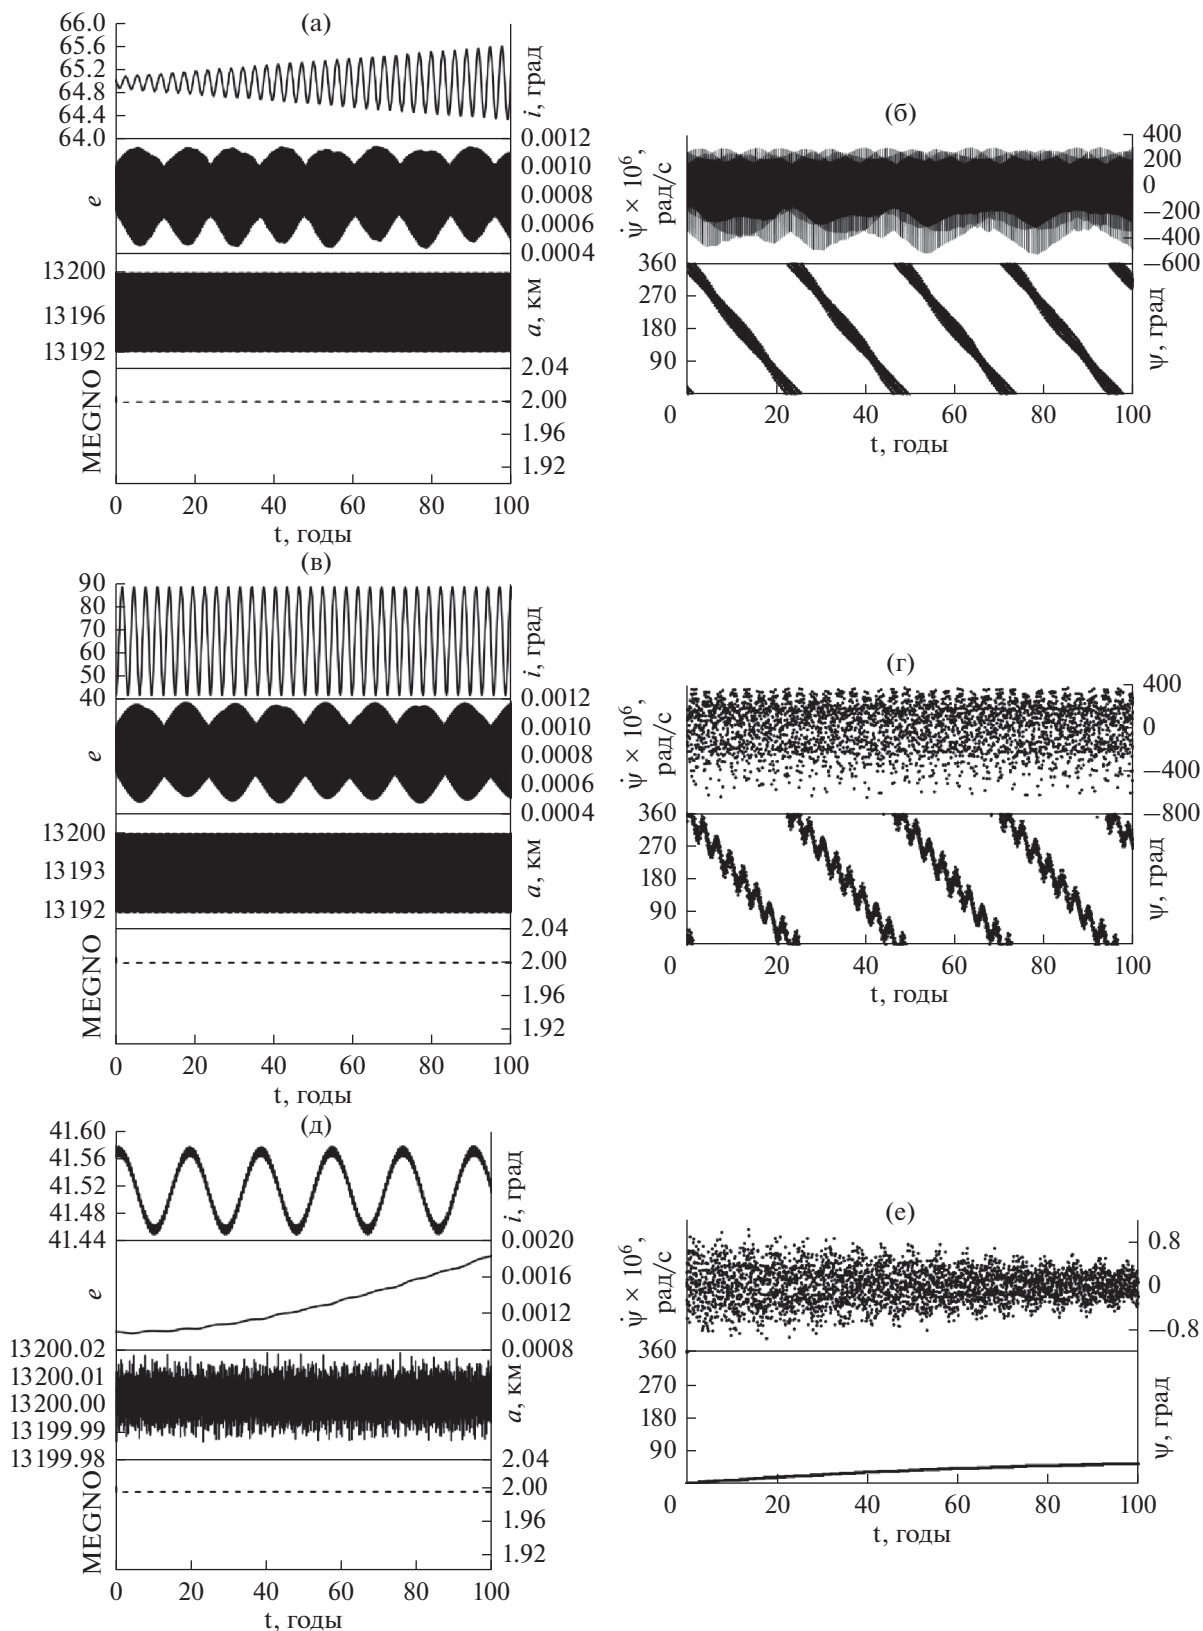 (а)
66.0
65.6
65.2
64.8
64.4
64.0
i, град
0.0012
0.0010
0.0008
0.0006
0.0004
e
13200
13196
13192
a, км
2.04
2.00
1.96
1.92
MEGNO
0 20 40 60 80 100
t, годы
(б)
ψ̇ × 10⁶,
рад/с
400
200
0
−200
−400
−600
360
270
180
90
ψ, град
0 20 40 60 80 100
t, годы
(в)
90
80
70
60
50
40
i, град
0.0012
0.0010
0.0008
0.0006
0.0004
e
13200
13193
13192
a, км
2.04
2.00
1.96
1.92
MEGNO
0 20 40 60 80 100
t, годы
(г)
ψ̇ × 10⁶,
рад/с
400
0
−400
−800
360
270
180
90
ψ, град
0 20 40 60 80 100
t, годы
(д)
41.60
41.56
41.52
41.48
41.44
i, град
0.0020
0.0016
0.0012
0.0008
e
13200.02
13200.01
13200.00
13199.99
13199.98
a, км
2.04
2.00
1.96
1.92
MEGNO
0 20 40 60 80 100
t, годы
(е)
ψ̇ × 10⁶,
рад/с
0.8
0
−0.8
360
270
180
90
ψ, град
0 20 40 60 80 100
t, годы